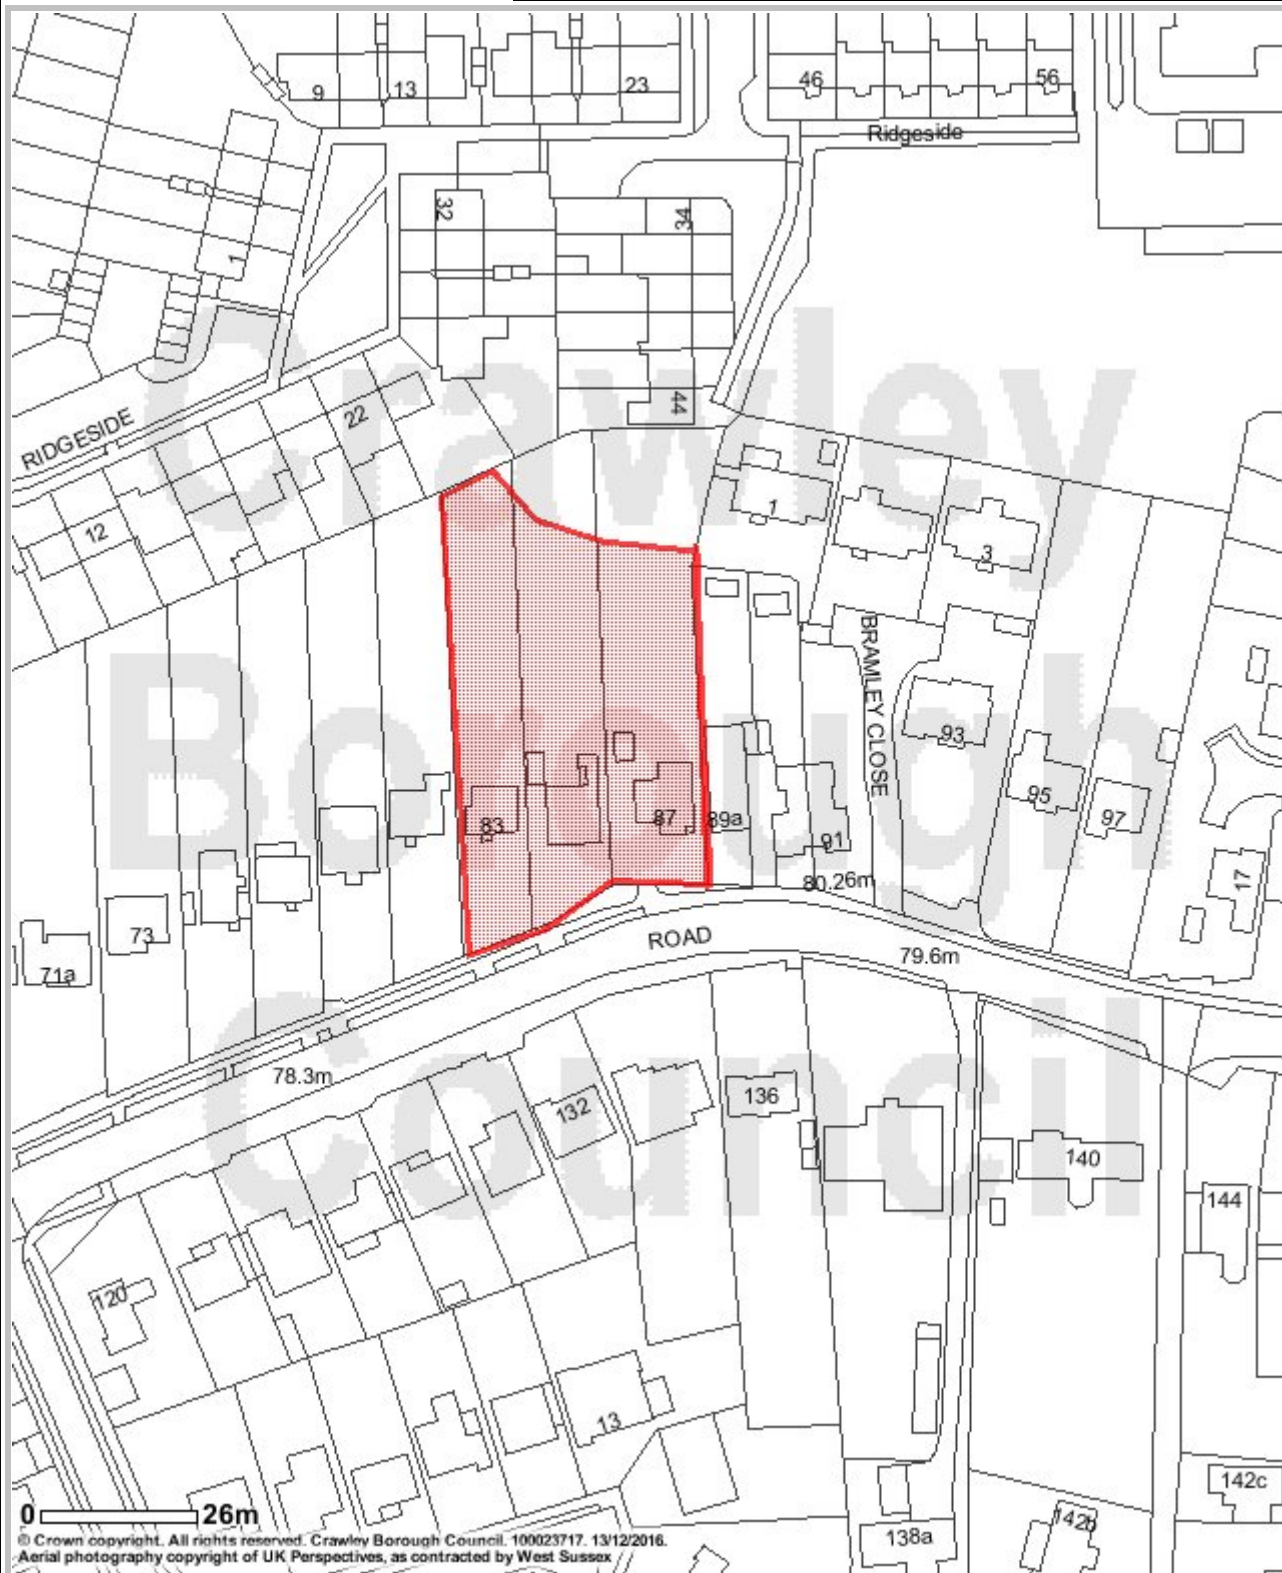 9
13
23
46
56
Ridgeside
32
34
1
44
22
RIDGESIDE
12
1
3
BRAMLEY CLOSE
93
95
97
83
87
89a
91
80.26m
17
73
71a
ROAD
79.6m
78.3m
132
136
140
144
120
13
142c
142b
138a
Crawley
Borough
Council
0 26m
© Crown copyright. All rights reserved. Crawley Borough Council. 100023717. 13/12/2016.
Aerial photography copyright of UK Perspectives, as contracted by West Sussex